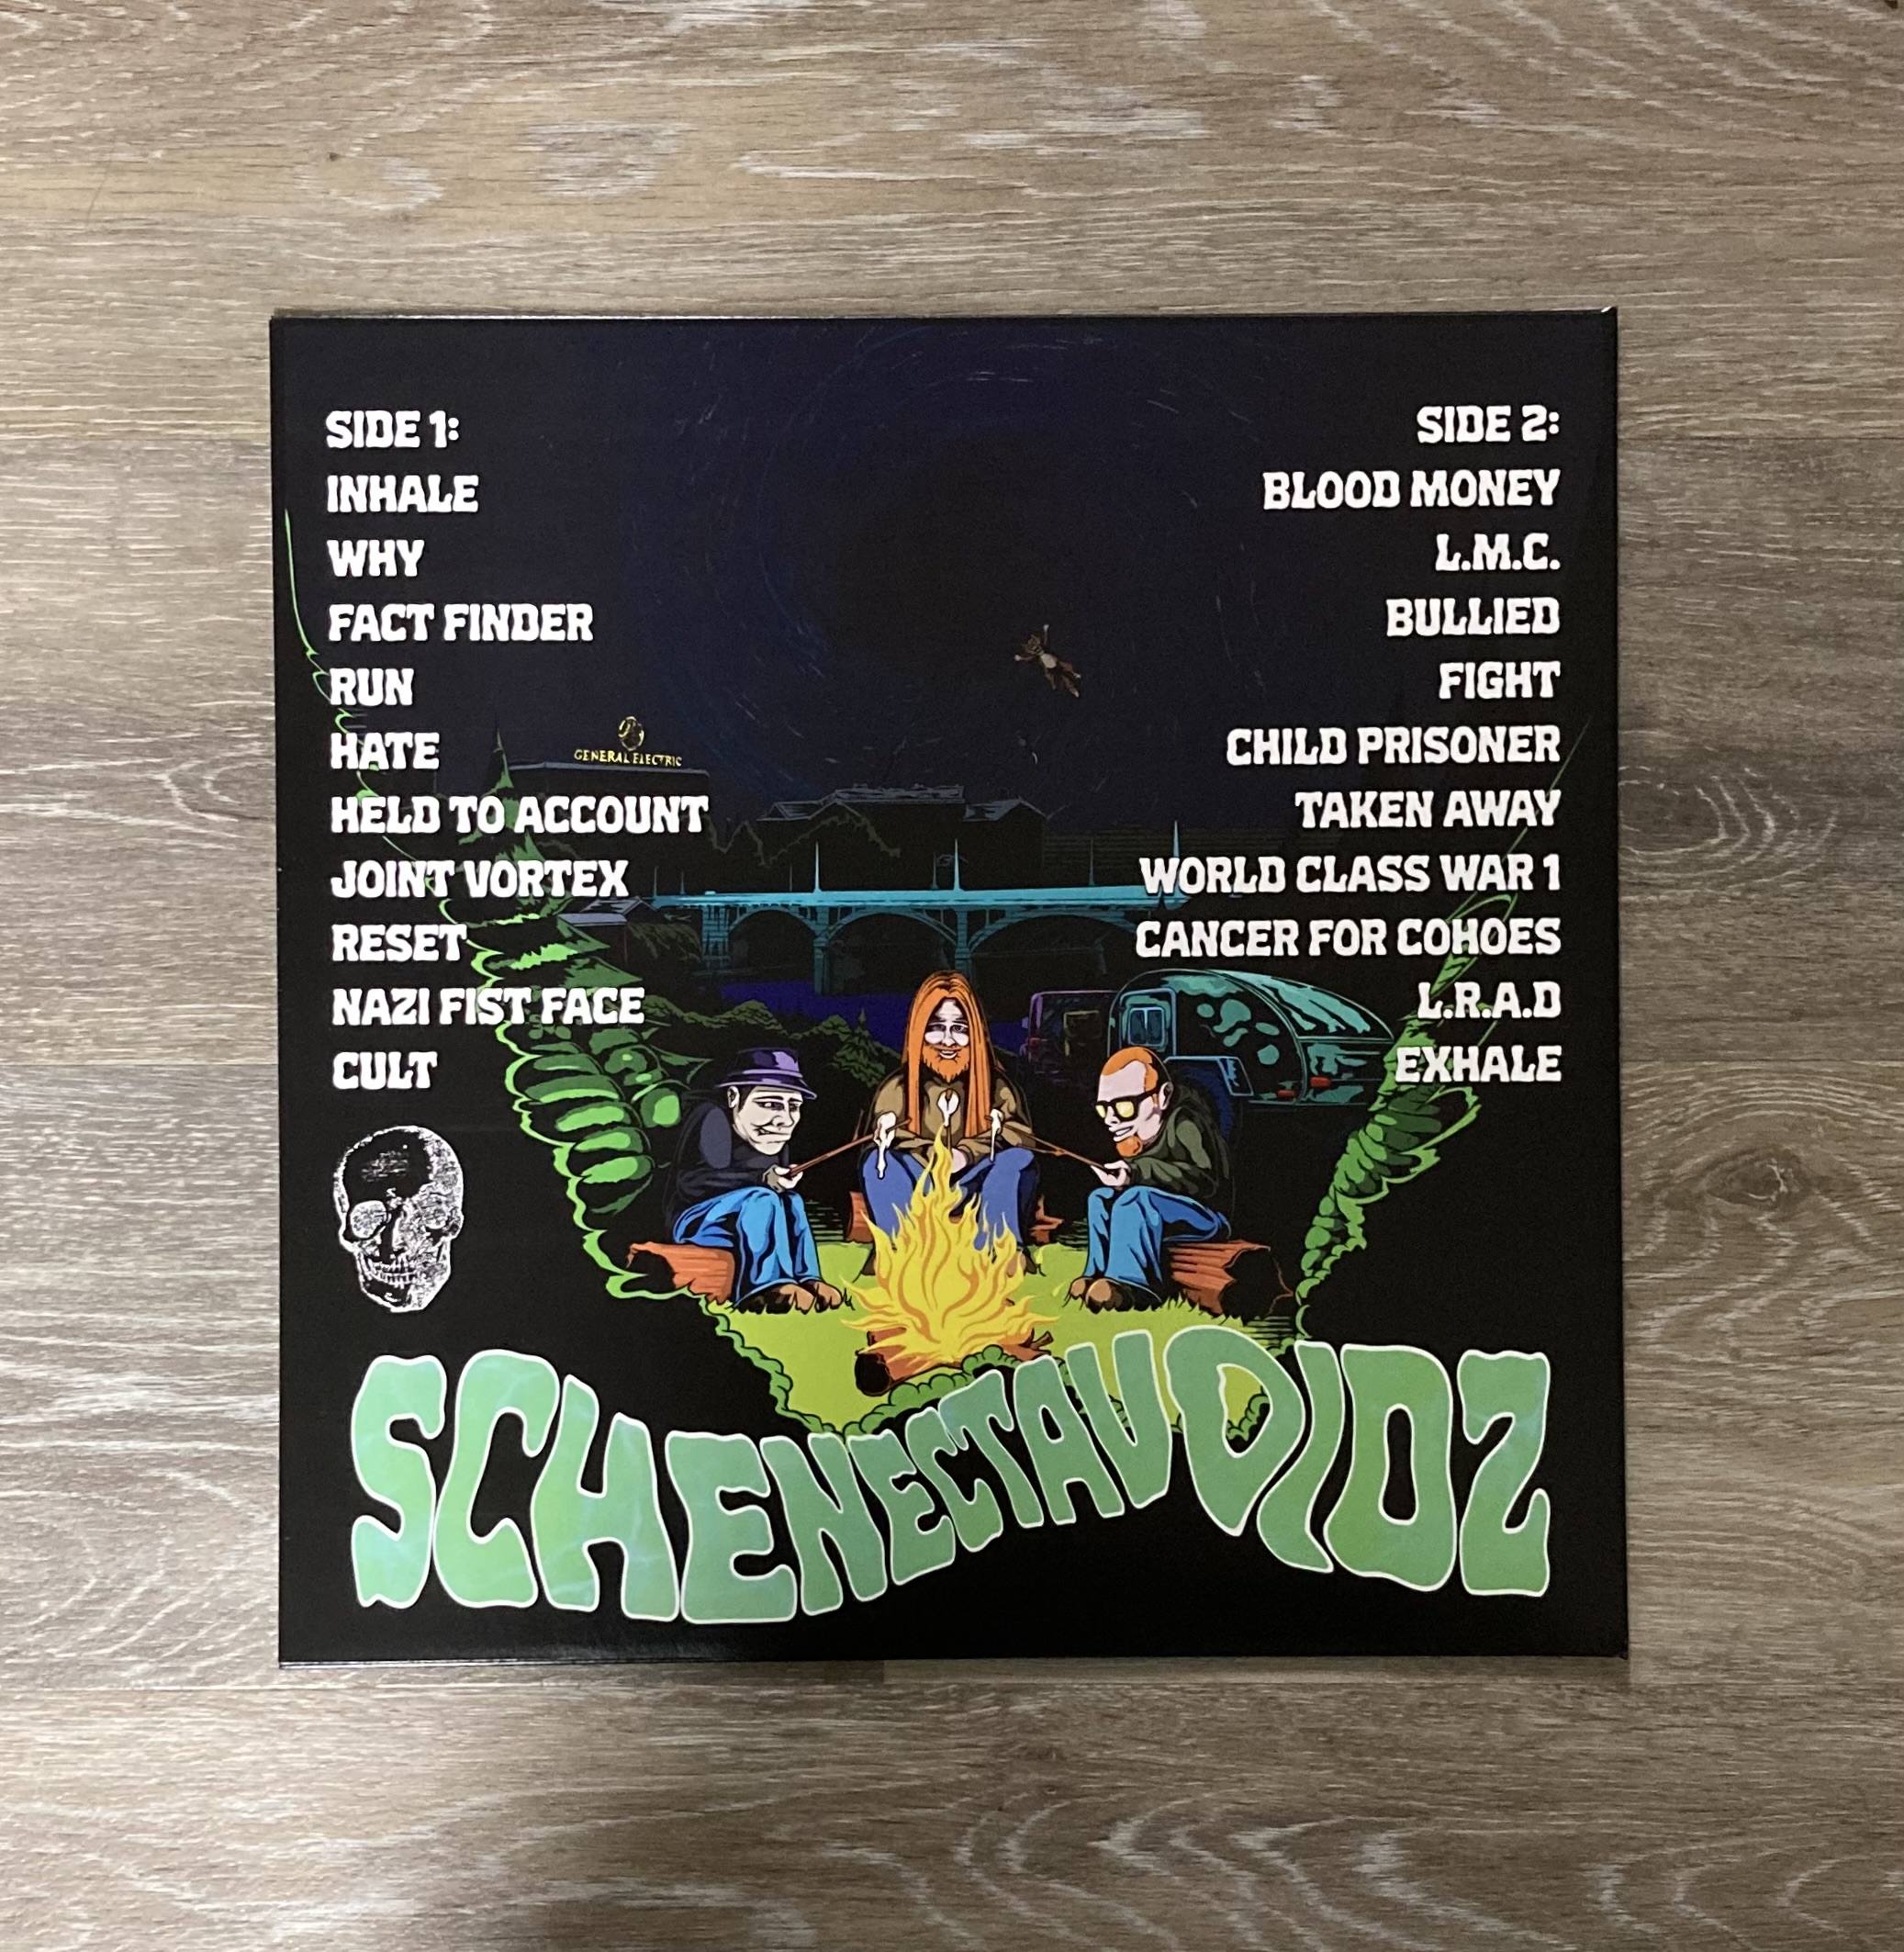 SIDE 1:
INHALE
WHY
FACT FINDER
RUN
HATE
HELD TO ACCOUNT
JOINT VORTEX
RESET
NAZI FIST FACE
CULT
SIDE 2:
BLOOD MONEY
L.M.C.
BULLIED
FIGHT
CHILD PRISONER
TAKEN AWAY
WORLD CLASS WAR 1
CANCER FOR COHOES
L.R.A.D
EXHALE
GENERAL ELECTRIC
SCHENECTAVOIDZ